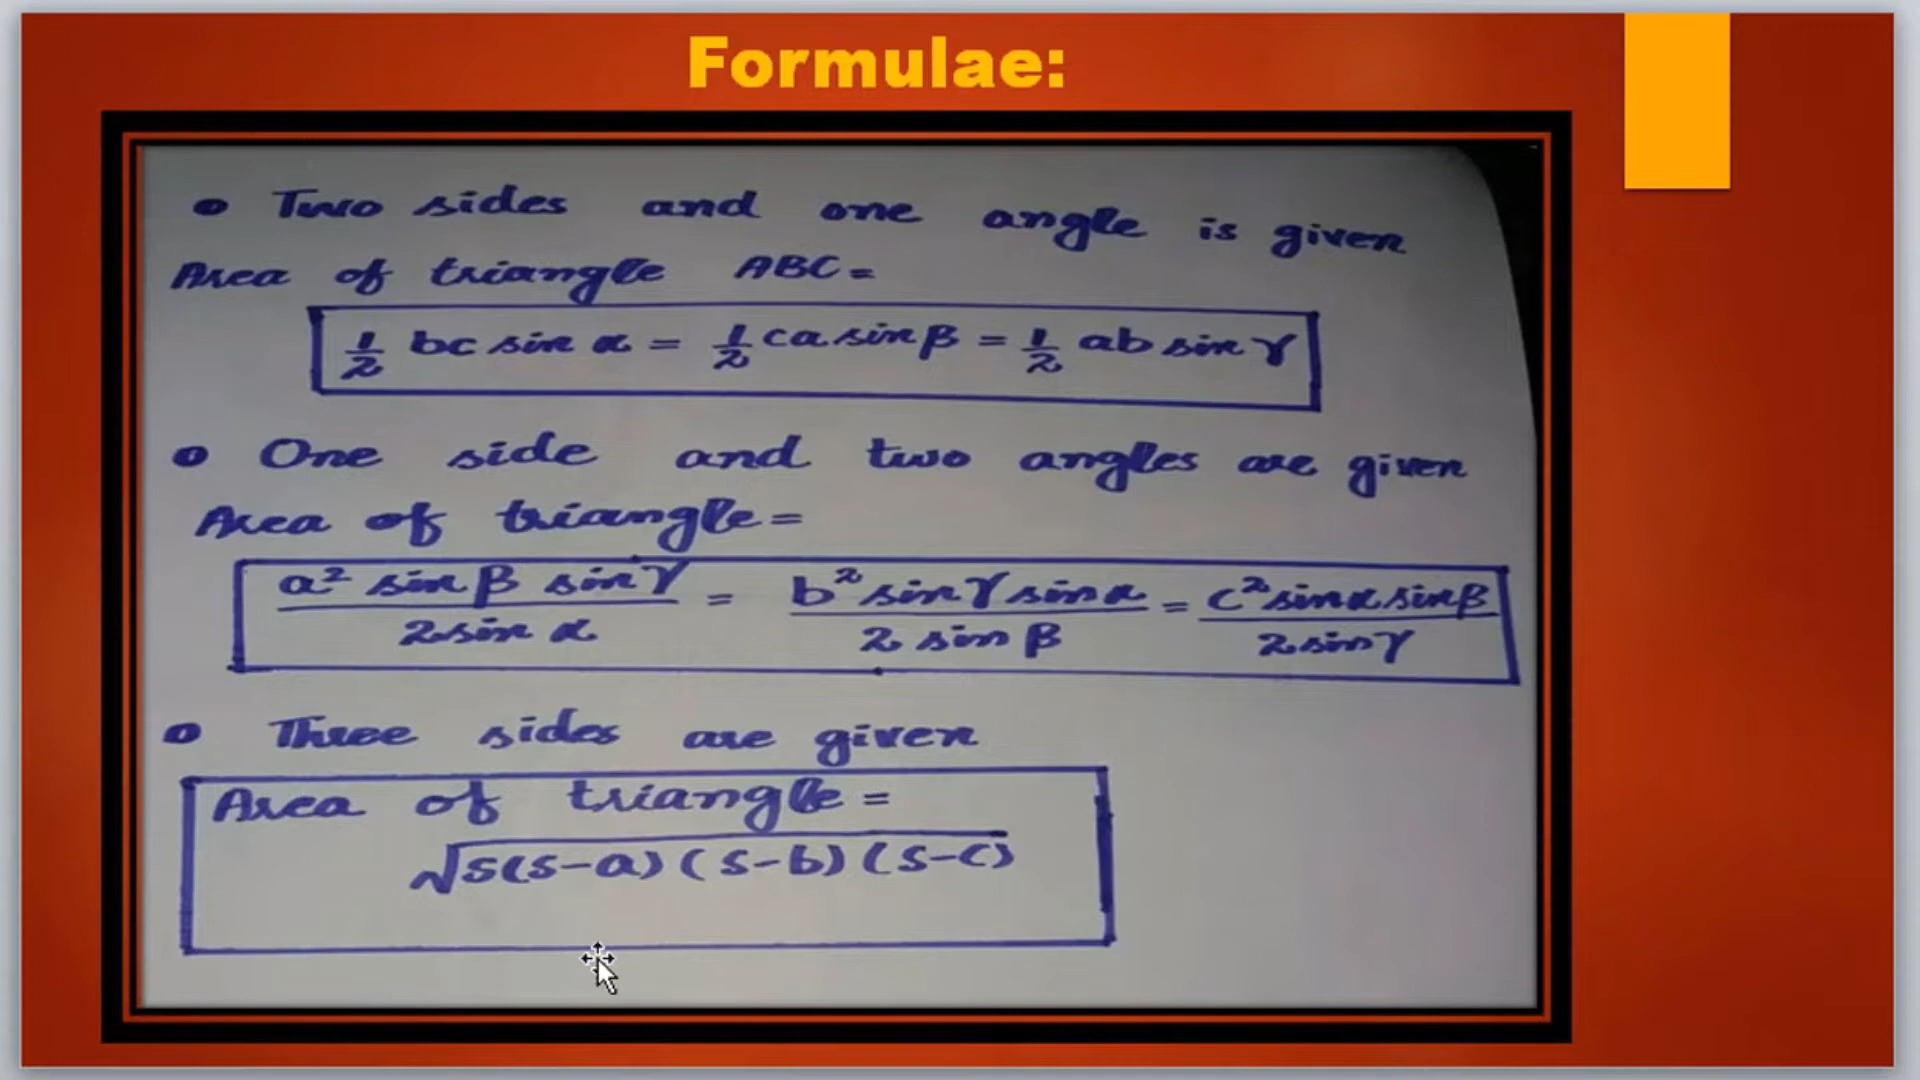 Formulae:
• Two sides and one angle is given
Area of triangle ABC =
1/2 bc sin α = 1/2 ca sin β = 1/2 ab sin γ
• One side and two angles are given
Area of triangle =
a² sin β sin γ / 2 sin α = b² sin γ sin α / 2 sin β = c² sin α sin β / 2 sin γ
• Three sides are given
Area of triangle =
√s(s-a)(s-b)(s-c)